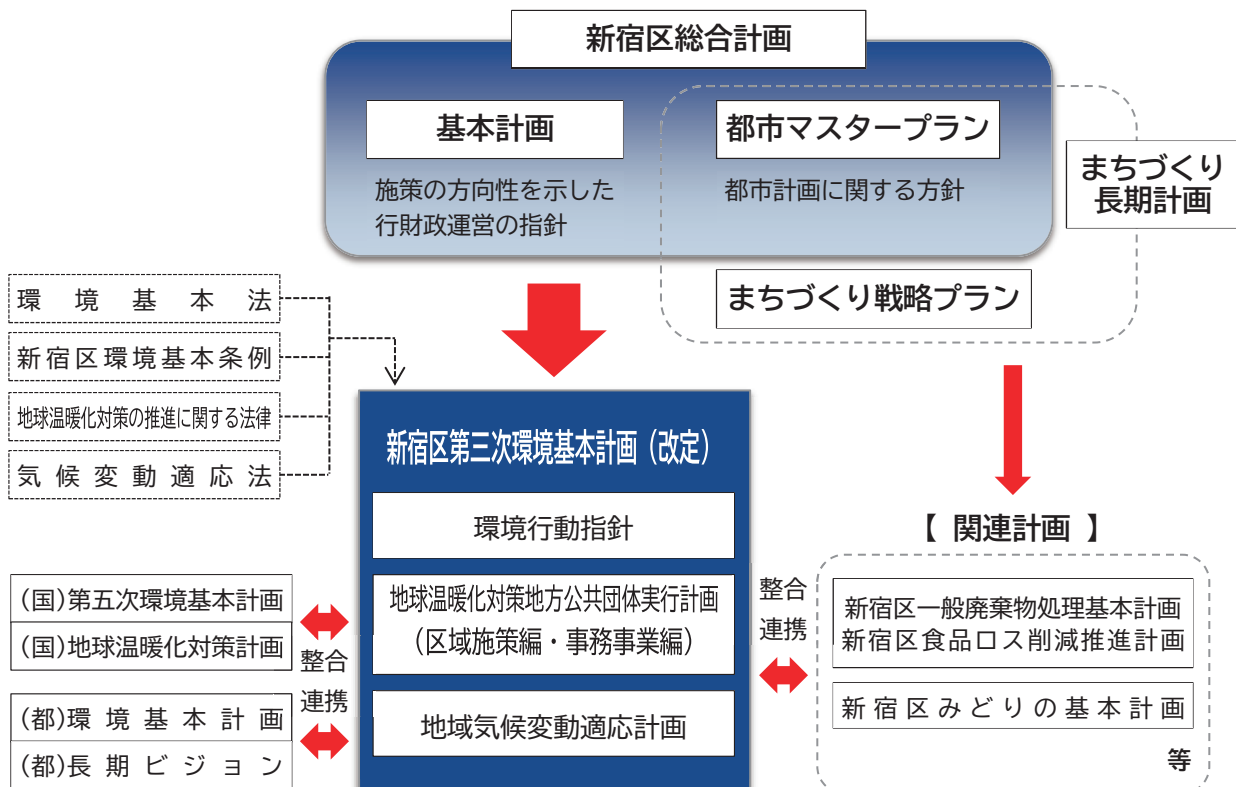 新宿区総合計画
基本計画
施策の方向性を示した
行財政運営の指針
都市マスタープラン
都市計画に関する方針
まちづくり
長期計画
まちづくり戦略プラン
環境基本法
新宿区環境基本条例
地球温暖化対策の推進に関する法律
気候変動適応法
新宿区第三次環境基本計画（改定）
環境行動指針
地球温暖化対策地方公共団体実行計画
（区域施策編・事務事業編）
地域気候変動適応計画
(国)第五次環境基本計画
(国)地球温暖化対策計画
(都)環境基本計画
(都)長期ビジョン
整合
連携
整合
連携
【 関連計画 】
新宿区一般廃棄物処理基本計画
新宿区食品ロス削減推進計画
新宿区みどりの基本計画
等